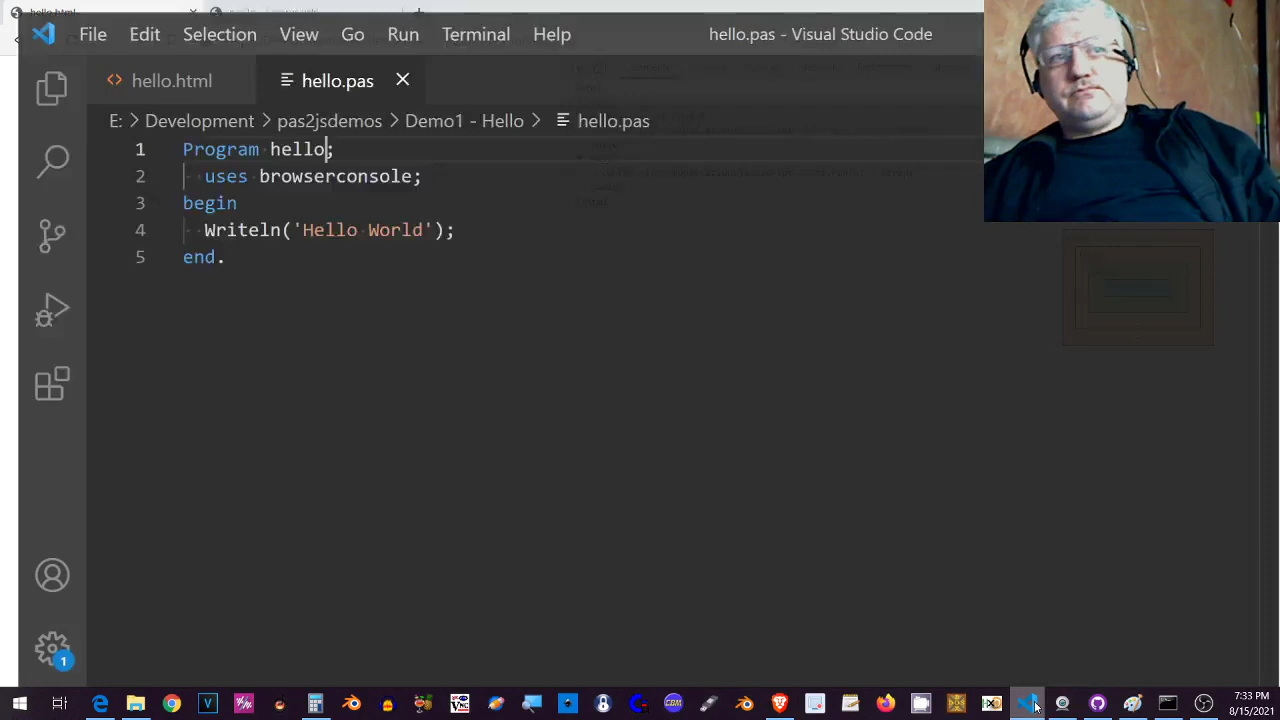 hello.html
File Edit Selection View Go Run Terminal Help hello.pas - Visual Studio Code
hello.html hello.pas
E: > Development > pas2jsdemos > Demo1 - Hello > hello.pas
1 Program hello;
2 uses browserconsole;
3 begin
4 Writeln('Hello World');
5 end.
1
CBM
7:33 PM
8/15/2021